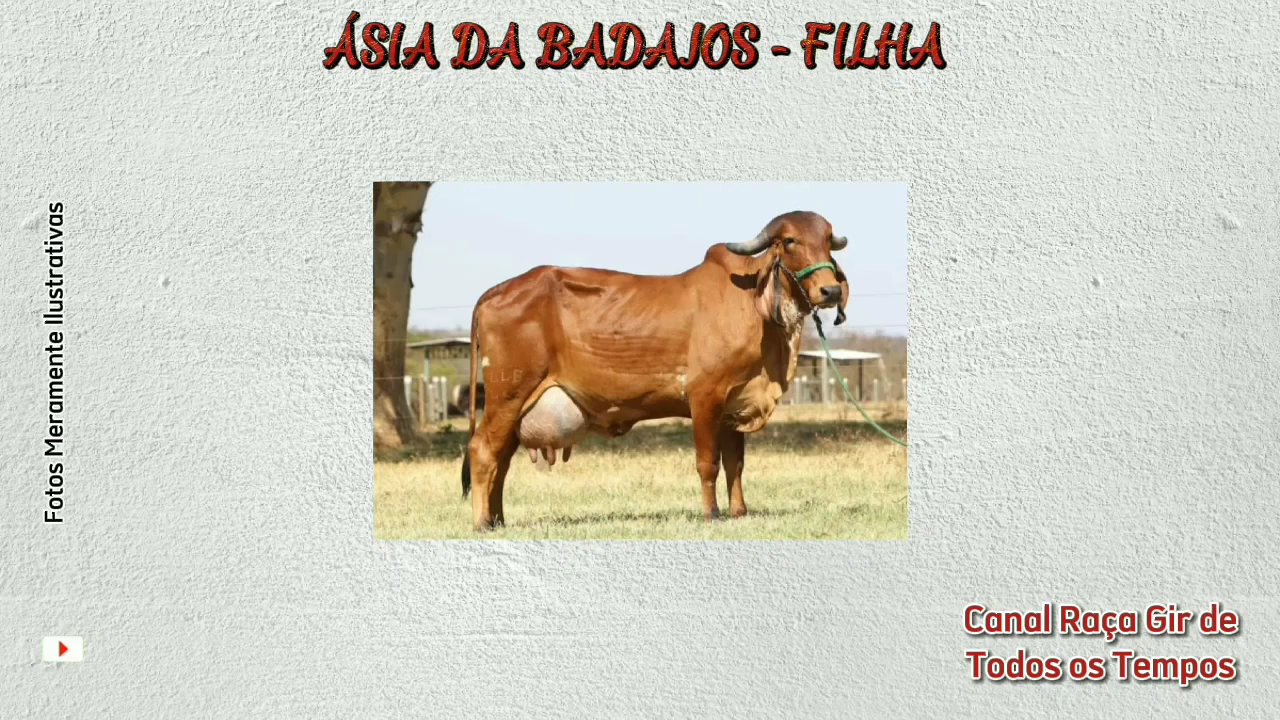 ÁSIA DA BADAJOS - FILHA
Fotos Meramente Ilustrativas
Canal Raça Gir de
Todos os Tempos